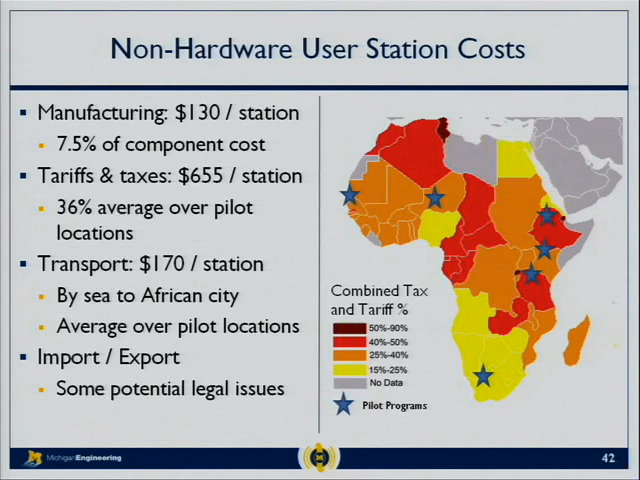 Non-Hardware User Station Costs
Manufacturing: $130 / station
7.5% of component cost
Tariffs & taxes: $655 / station
36% average over pilot
locations
Transport: $170 / station
By sea to African city
Average over pilot locations
Import / Export
Some potential legal issues
Combined Tax
and Tariff %
50%-90%
40%-50%
25%-40%
15%-25%
No Data
Pilot Programs
M
MichiganEngineering
M
42